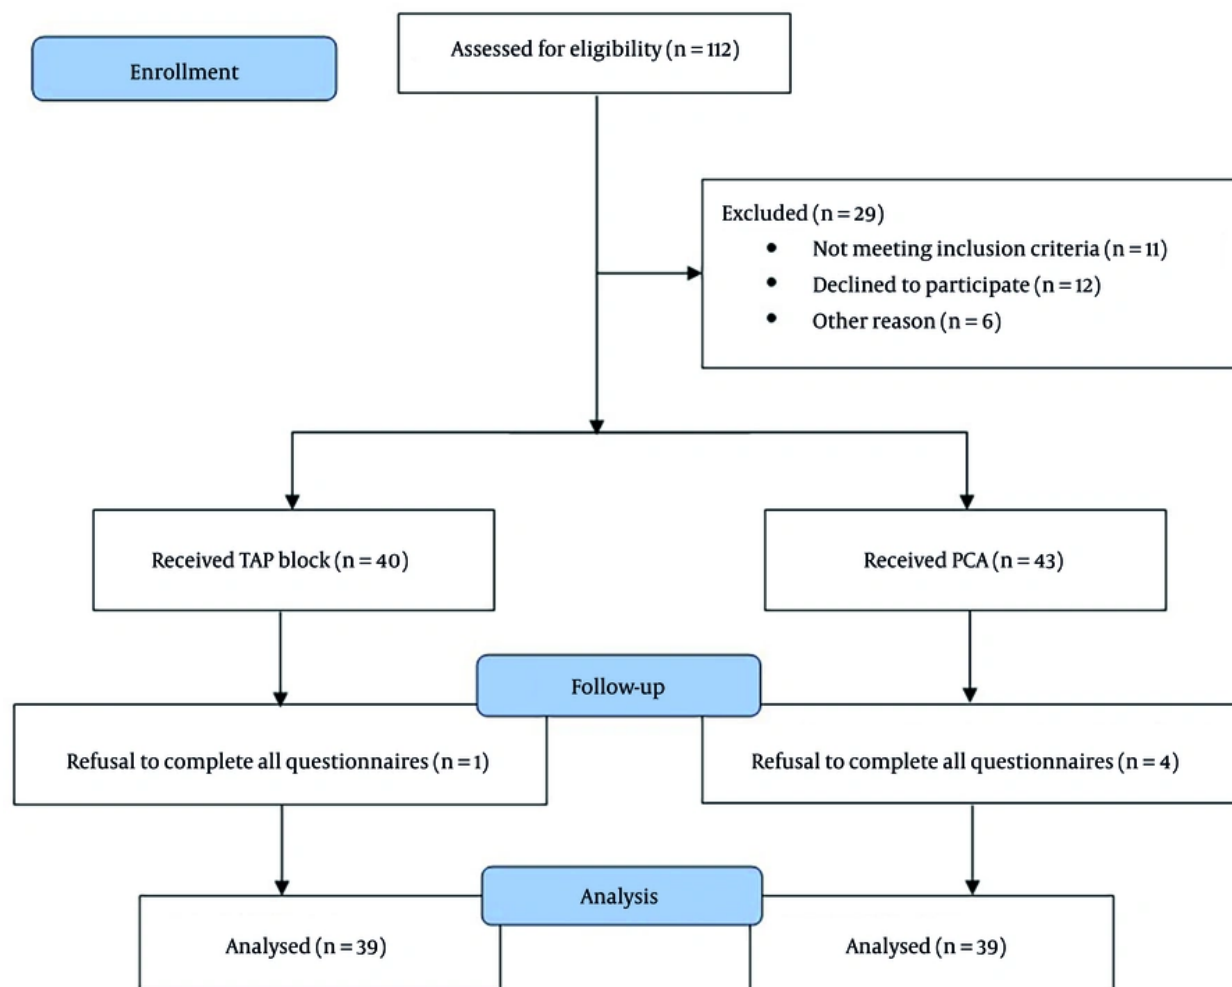 Enrollment
Assessed for eligibility (n = 112)
Excluded (n = 29)
• Not meeting inclusion criteria (n = 11)
• Declined to participate (n = 12)
• Other reason (n = 6)
Received TAP block (n = 40)
Received PCA (n = 43)
Follow-up
Refusal to complete all questionnaires (n = 1)
Refusal to complete all questionnaires (n = 4)
Analysis
Analysed (n = 39)
Analysed (n = 39)